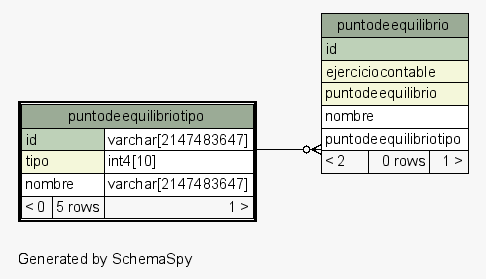 puntodeequilibrio
id
ejerciciocontable
puntodeequilibrio
nombre
puntodeequilibriotipo
< 2 0 rows 1 >
puntodeequilibriotipo
id varchar[2147483647]
tipo int4[10]
nombre varchar[2147483647]
< 0 5 rows 1 >
Generated by SchemaSpy